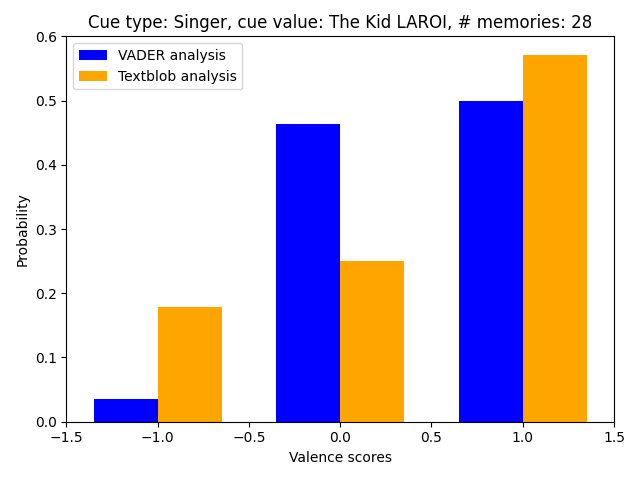 Cue type: Singer, cue value: The Kid LAROI, # memories: 28
VADER analysis
Textblob analysis
Probability
0.6
0.5
0.4
0.3
0.2
0.1
0.0
−1.5 −1.0 −0.5 0.0 0.5 1.0 1.5
Valence scores